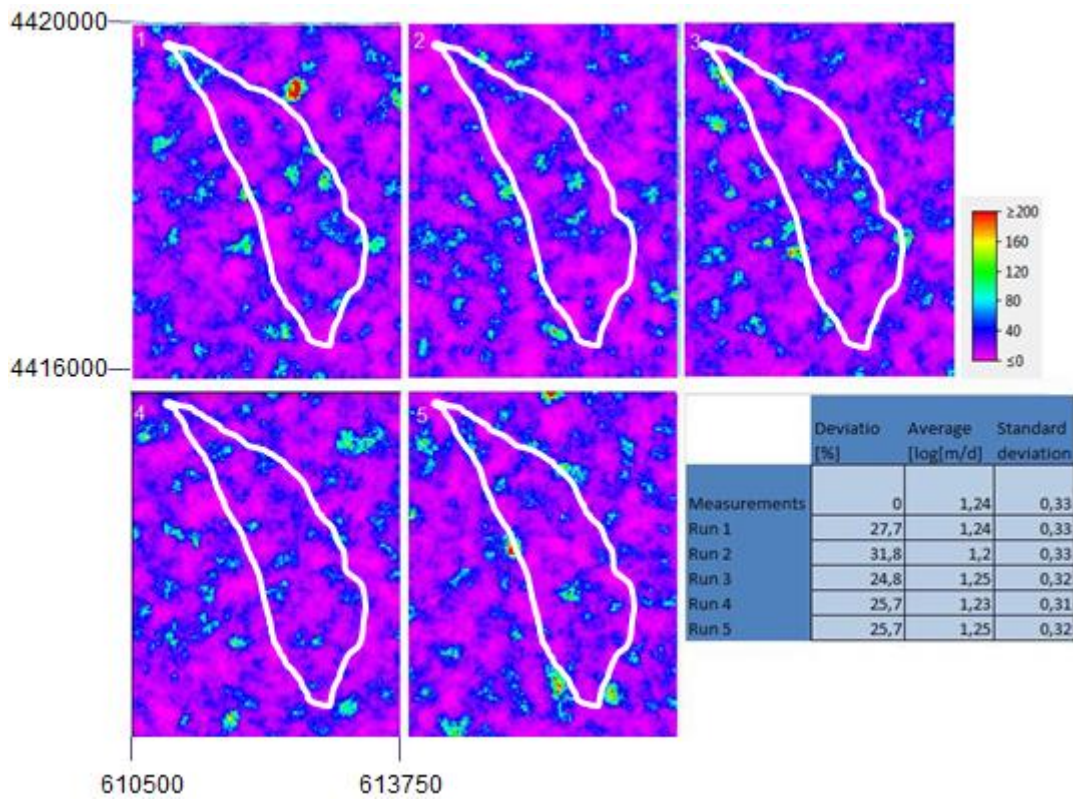 4420000
1
2
3
≥200
160
120
80
40
≤0
4416000
4
5
Deviatio Average Standard
[%] [log[m/d] deviation
Measurements 0 1,24 0,33
Run 1 27,7 1,24 0,33
Run 2 31,8 1,2 0,33
Run 3 24,8 1,25 0,32
Run 4 25,7 1,23 0,31
Run 5 25,7 1,25 0,32
610500 613750